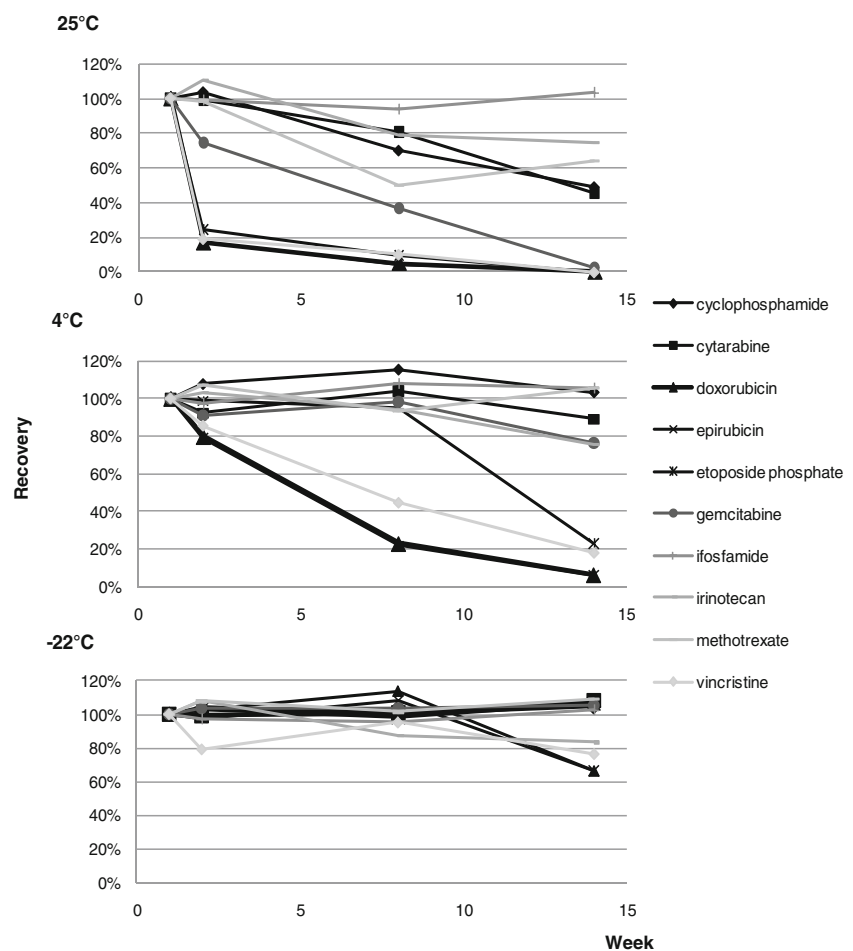 25°C
120%
100%
80%
60%
40%
20%
0%
0 5 10 15
4°C
120%
100%
80%
60%
40%
20%
0%
0 5 10 15
Recovery
-22°C
120%
100%
80%
60%
40%
20%
0%
0 5 10 15
Week
cyclophosphamide
cytarabine
doxorubicin
epirubicin
etoposide phosphate
gemcitabine
ifosfamide
irinotecan
methotrexate
vincristine